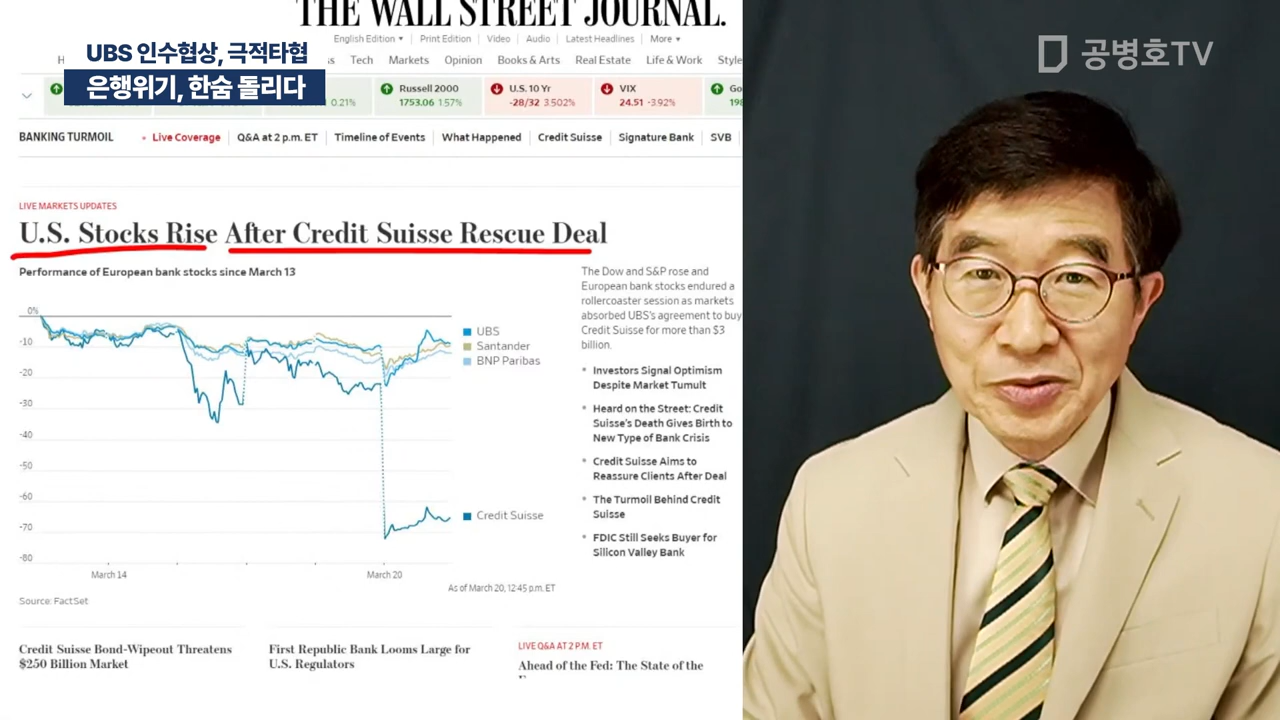 THE WALL STREET JOURNAL.
English Edition
Print Edition
Video
Audio
Latest Headlines
More
UBS 인수협상, 극적타협
은행위기, 한숨 돌리다
공병호TV
Tech
Markets
Opinion
Books & Arts
Real Estate
Life & Work
Style
0.21%
Russell 2000
1753.06 1.57%
U.S. 10 Yr
-28/32 3.502%
VIX
24.51 -3.92%
BANKING TURMOIL
Live Coverage
Q&A at 2 p.m. ET
Timeline of Events
What Happened
Credit Suisse
Signature Bank
SVB
LIVE MARKETS UPDATES
U.S. Stocks Rise After Credit Suisse Rescue Deal
Performance of European bank stocks since March 13
0%
-10
-20
-30
-40
-50
-60
-70
-80
UBS
Santander
BNP Paribas
Credit Suisse
March 14
March 20
As of March 20, 12:45 p.m. ET
Source: FactSet
The Dow and S&P rose and
European bank stocks endured a
rollercoaster session as markets
absorbed UBS's agreement to buy
Credit Suisse for more than $3
billion.
Investors Signal Optimism
Despite Market Tumult
Heard on the Street: Credit
Suisse's Death Gives Birth to
New Type of Bank Crisis
Credit Suisse Aims to
Reassure Clients After Deal
The Turmoil Behind Credit
Suisse
FDIC Still Seeks Buyer for
Silicon Valley Bank
Credit Suisse Bond-Wipeout Threatens
$250 Billion Market
First Republic Bank Looms Large for
U.S. Regulators
LIVE Q&A AT 2 P.M. ET
Ahead of the Fed: The State of the